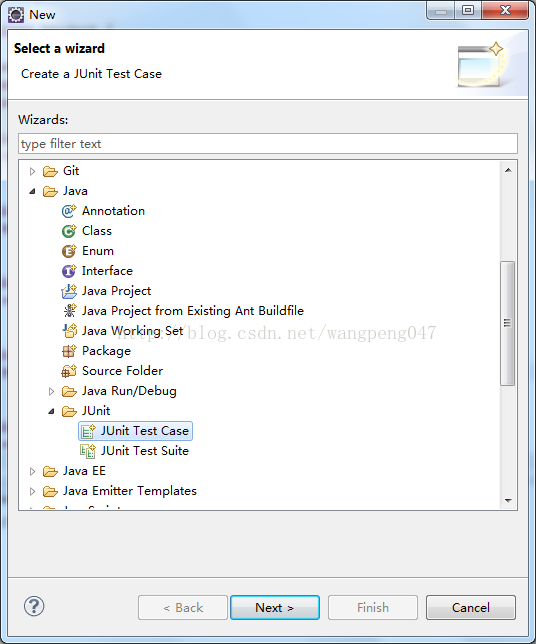 New
Select a wizard
Create a JUnit Test Case
Wizards:
type filter text
Git
Java
Annotation
Class
Enum
Interface
Java Project
Java Project from Existing Ant Buildfile
Java Working Set
http://blog.csdn.net/wangpeng047
Package
Source Folder
Java Run/Debug
JUnit
JUnit Test Case
JUnit Test Suite
Java EE
Java Emitter Templates
JavaScript
< Back
Next >
Finish
Cancel